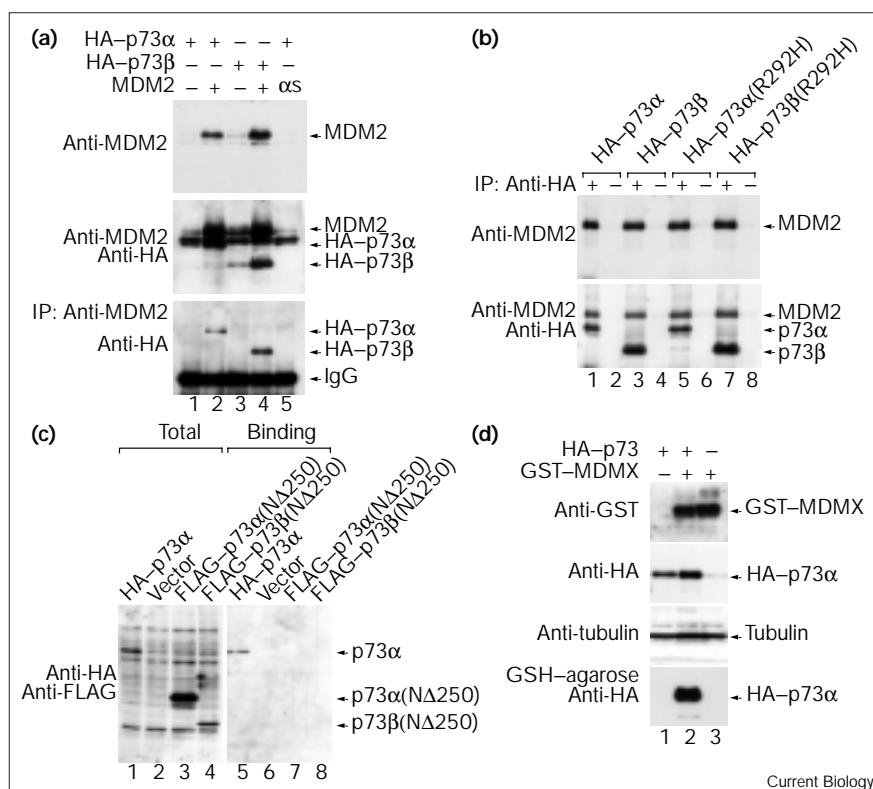 (a)
HA–p73α + + – – +
HA–p73β – – + + –
MDM2 – + – + αs
Anti-MDM2
MDM2
Anti-MDM2
Anti-HA
MDM2
HA–p73α
HA–p73β
IP: Anti-MDM2
Anti-HA
HA–p73α
HA–p73β
IgG
1 2 3 4 5
(b)
HA–p73α
HA–p73β
HA–p73α(R292H)
HA–p73β(R292H)
IP: Anti-HA + – + – + – + –
Anti-MDM2
MDM2
Anti-MDM2
Anti-HA
MDM2
p73α
p73β
1 2 3 4 5 6 7 8
(c)
Total Binding
HA–p73α
Vector
FLAG–p73α(NΔ250)
FLAG–p73β(NΔ250)
HA–p73α
Vector
FLAG–p73α(NΔ250)
FLAG–p73β(NΔ250)
Anti-HA
Anti-FLAG
p73α
p73α(NΔ250)
p73β(NΔ250)
1 2 3 4 5 6 7 8
(d)
HA–p73 + + –
GST–MDMX – + +
Anti-GST
GST–MDMX
Anti-HA
HA–p73α
Anti-tubulin
Tubulin
GSH–agarose
Anti-HA
HA–p73α
1 2 3
Current Biology